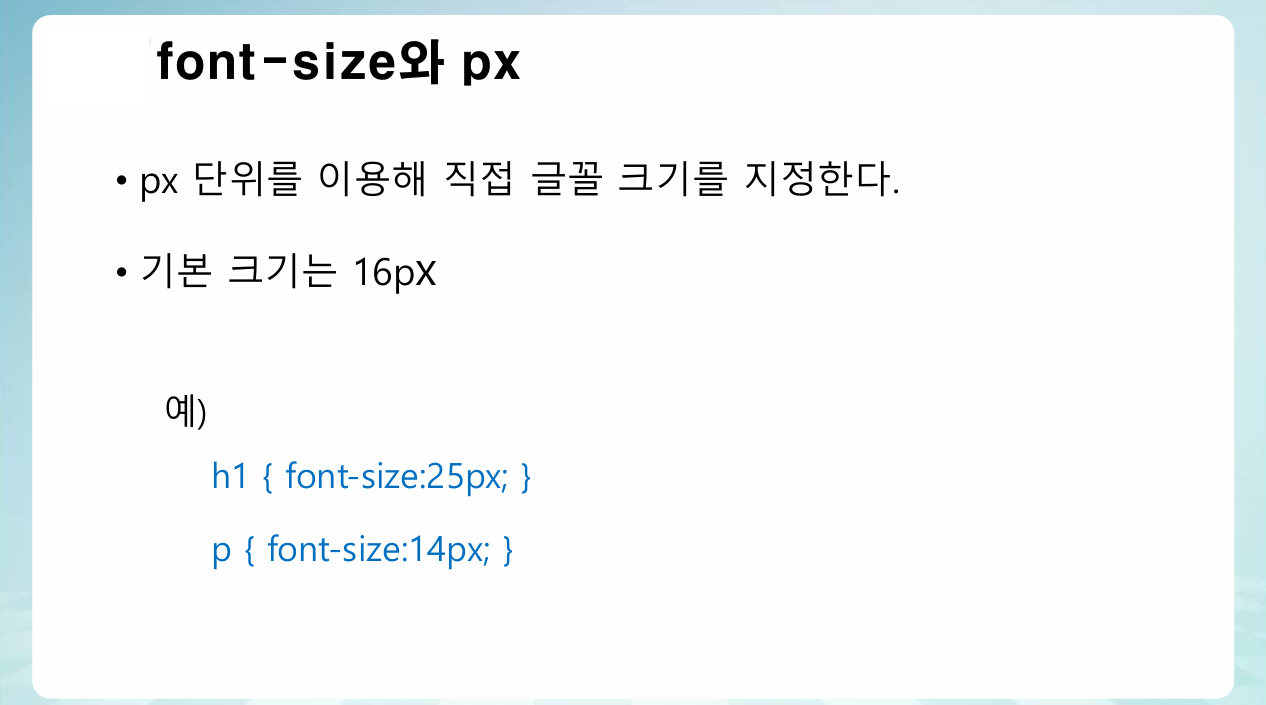 font-size와 px
• px 단위를 이용해 직접 글꼴 크기를 지정한다.
• 기본 크기는 16px
예)
h1 { font-size:25px; }
p { font-size:14px; }